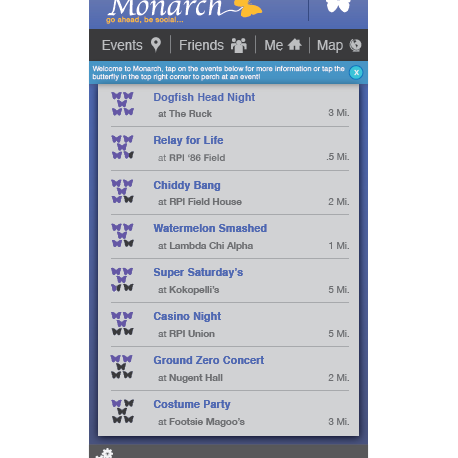 Monarch
go ahead, be social...
Events
Friends
Me
Map
Welcome to Monarch, tap on the events below for more information or tap the
butterfly in the top right corner to perch at an event!
x
Dogfish Head Night
at The Ruck
3 Mi.
Relay for Life
at RPI '86 Field
.5 Mi.
Chiddy Bang
at RPI Field House
2 Mi.
Watermelon Smashed
at Lambda Chi Alpha
1 Mi.
Super Saturday's
at Kokopelli's
5 Mi.
Casino Night
at RPI Union
5 Mi.
Ground Zero Concert
at Nugent Hall
2 Mi.
Costume Party
at Footsie Magoo's
3 Mi.